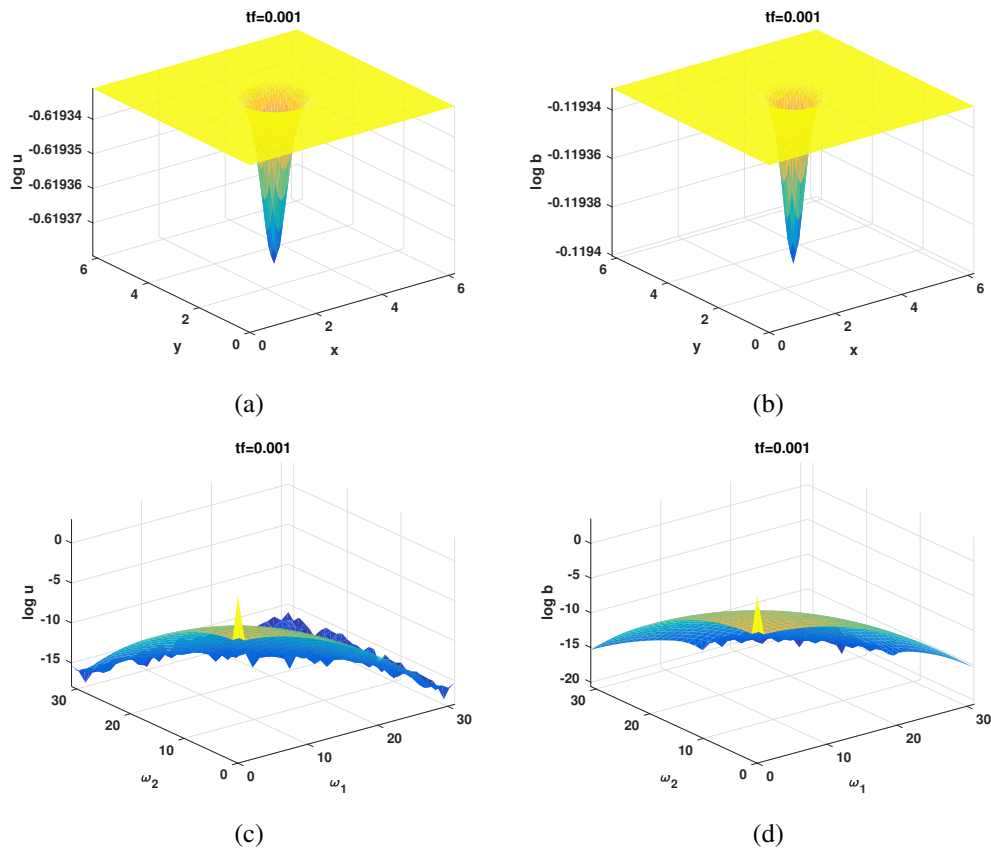 tf=0.001
log u
-0.61934
-0.61935
-0.61936
-0.61937
6
4
2
0
y
0
2
4
6
x
(a)
tf=0.001
log b
-0.11934
-0.11936
-0.11938
-0.1194
6
4
2
0
y
0
2
4
6
x
(b)
tf=0.001
log u
0
-5
-10
-15
30
20
10
0
ω2
0
10
20
30
ω1
(c)
tf=0.001
log b
0
-5
-10
-15
-20
30
20
10
0
ω2
0
10
20
30
ω1
(d)